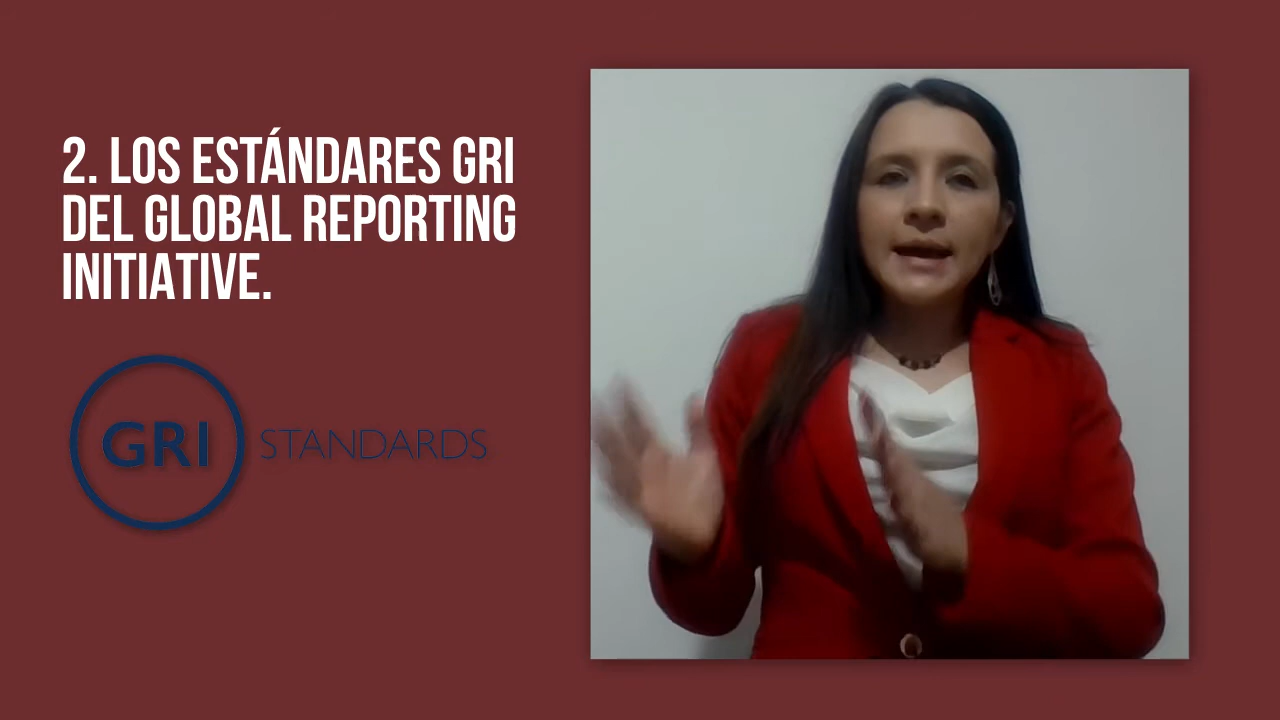 2. LOS ESTÁNDARES GRI
DEL GLOBAL REPORTING
INITIATIVE.
GRI STANDARDS